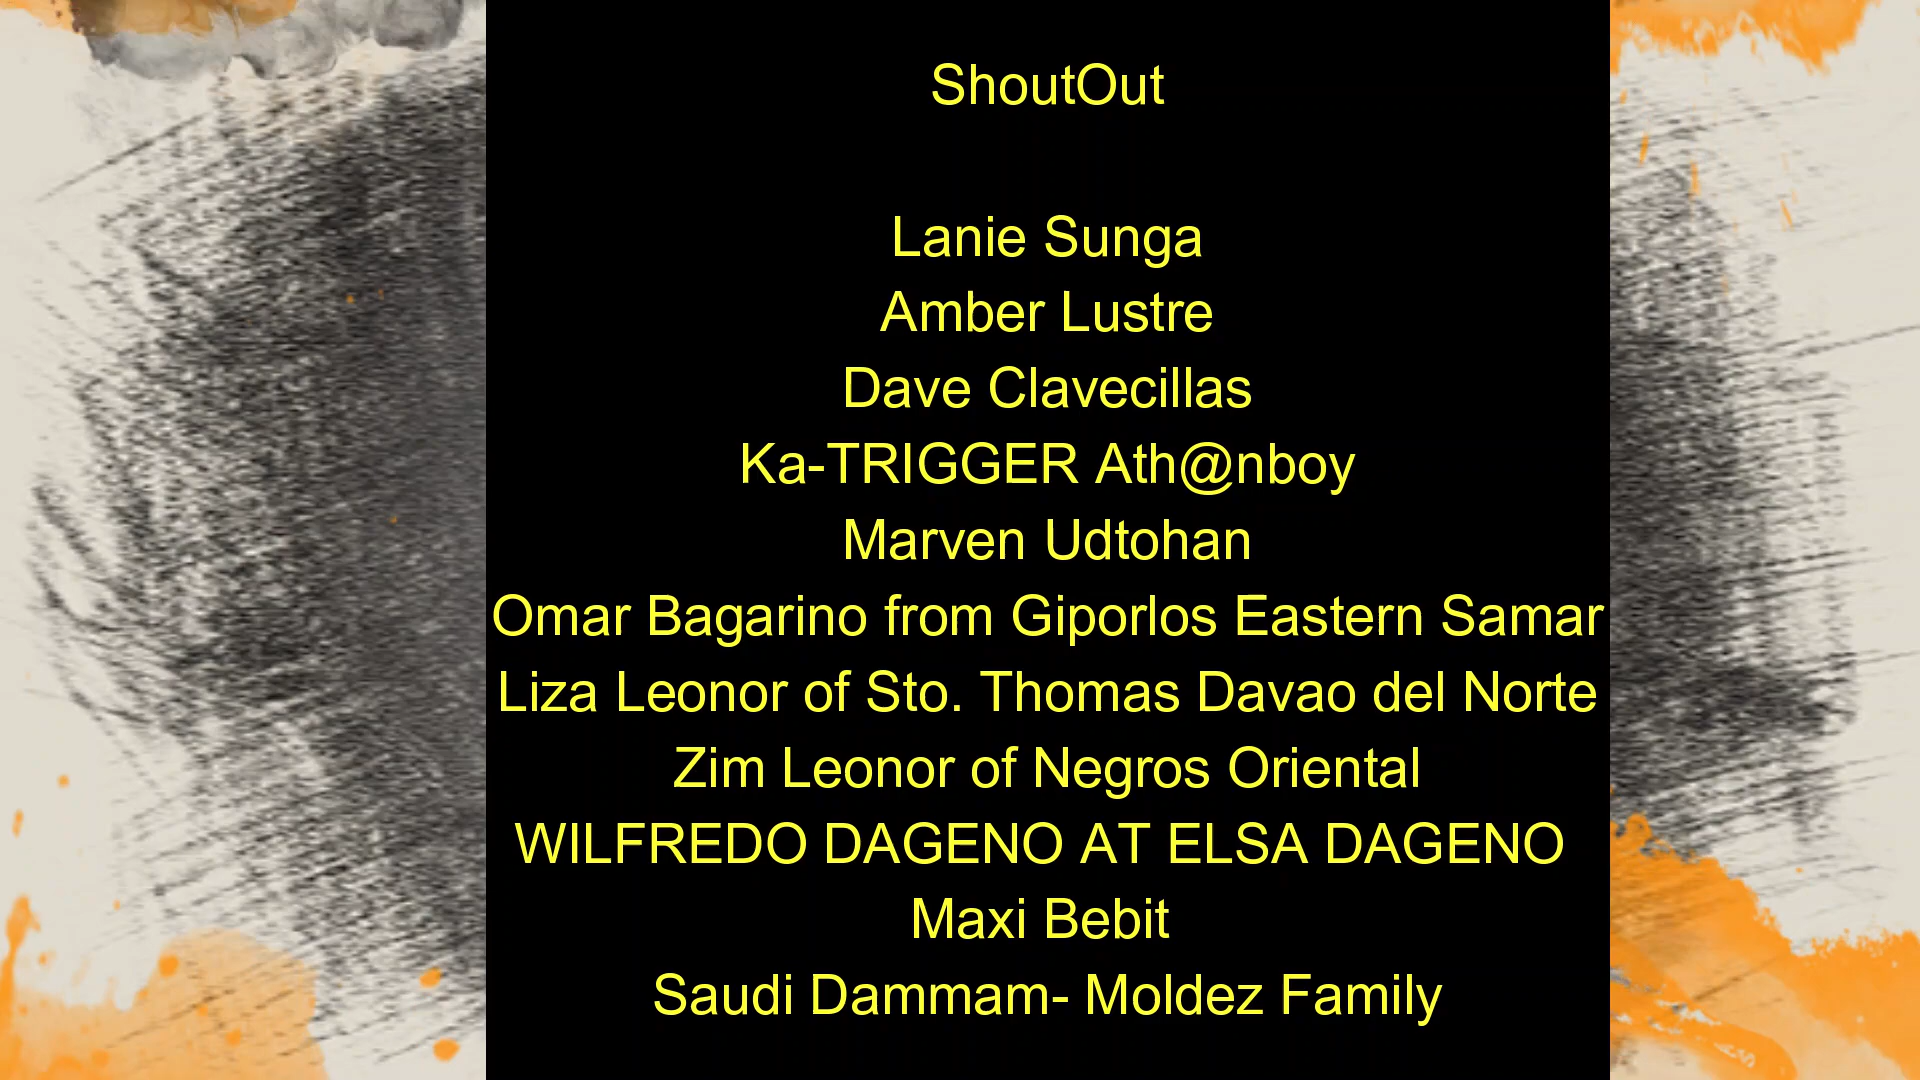 ShoutOut
Lanie Sunga
Amber Lustre
Dave Clavecillas
Ka-TRIGGER Ath@nboy
Marven Udtohan
Omar Bagarino from Giporlos Eastern Samar
Liza Leonor of Sto. Thomas Davao del Norte
Zim Leonor of Negros Oriental
WILFREDO DAGENO AT ELSA DAGENO
Maxi Bebit
Saudi Dammam- Moldez Family